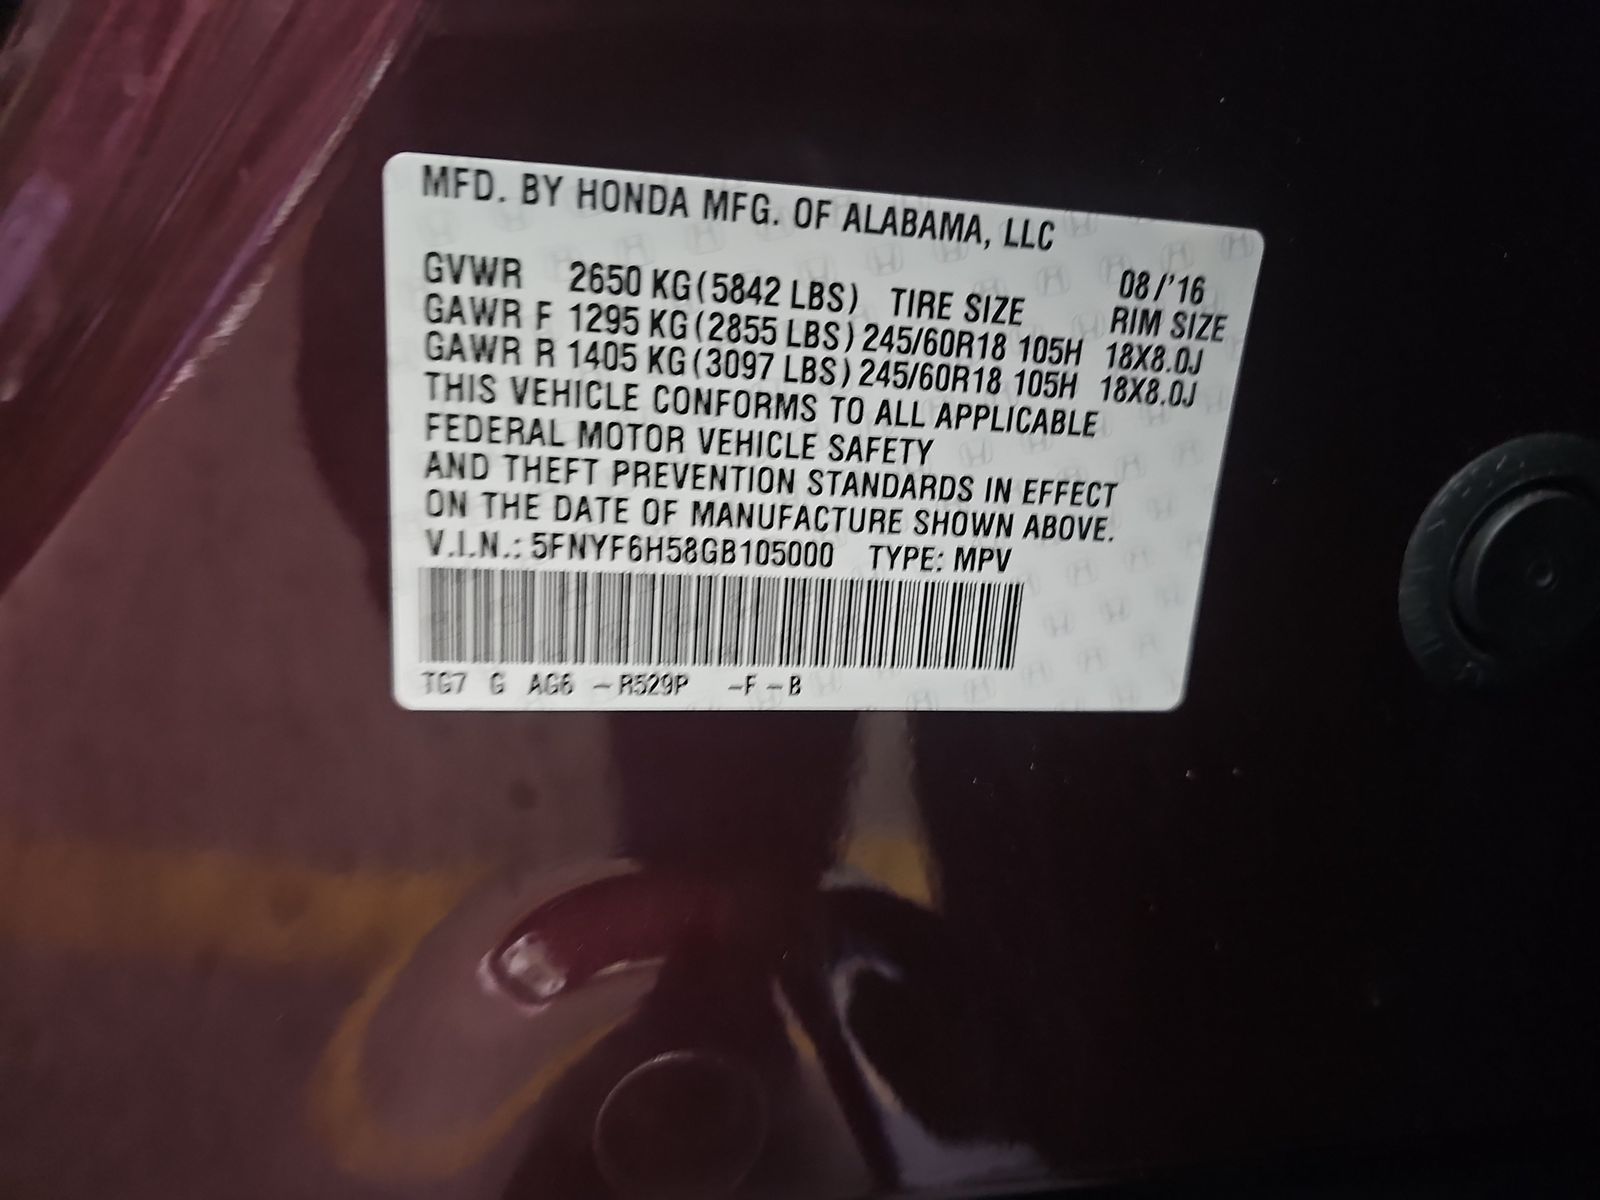 MFD. BY HONDA MFG. OF ALABAMA, LLC
08/'16
GVWR 2650 KG(5842 LBS) TIRE SIZE RIM SIZE
GAWR F 1295 KG(2855 LBS) 245/60R18 105H 18X8.0J
GAWR R 1405 KG(3097 LBS) 245/60R18 105H 18X8.0J
THIS VEHICLE CONFORMS TO ALL APPLICABLE
FEDERAL MOTOR VEHICLE SAFETY
AND THEFT PREVENTION STANDARDS IN EFFECT
ON THE DATE OF MANUFACTURE SHOWN ABOVE.
V.I.N.: 5FNYF6H58GB105000 TYPE: MPV
TG7 G AG6 -R529P -F-B